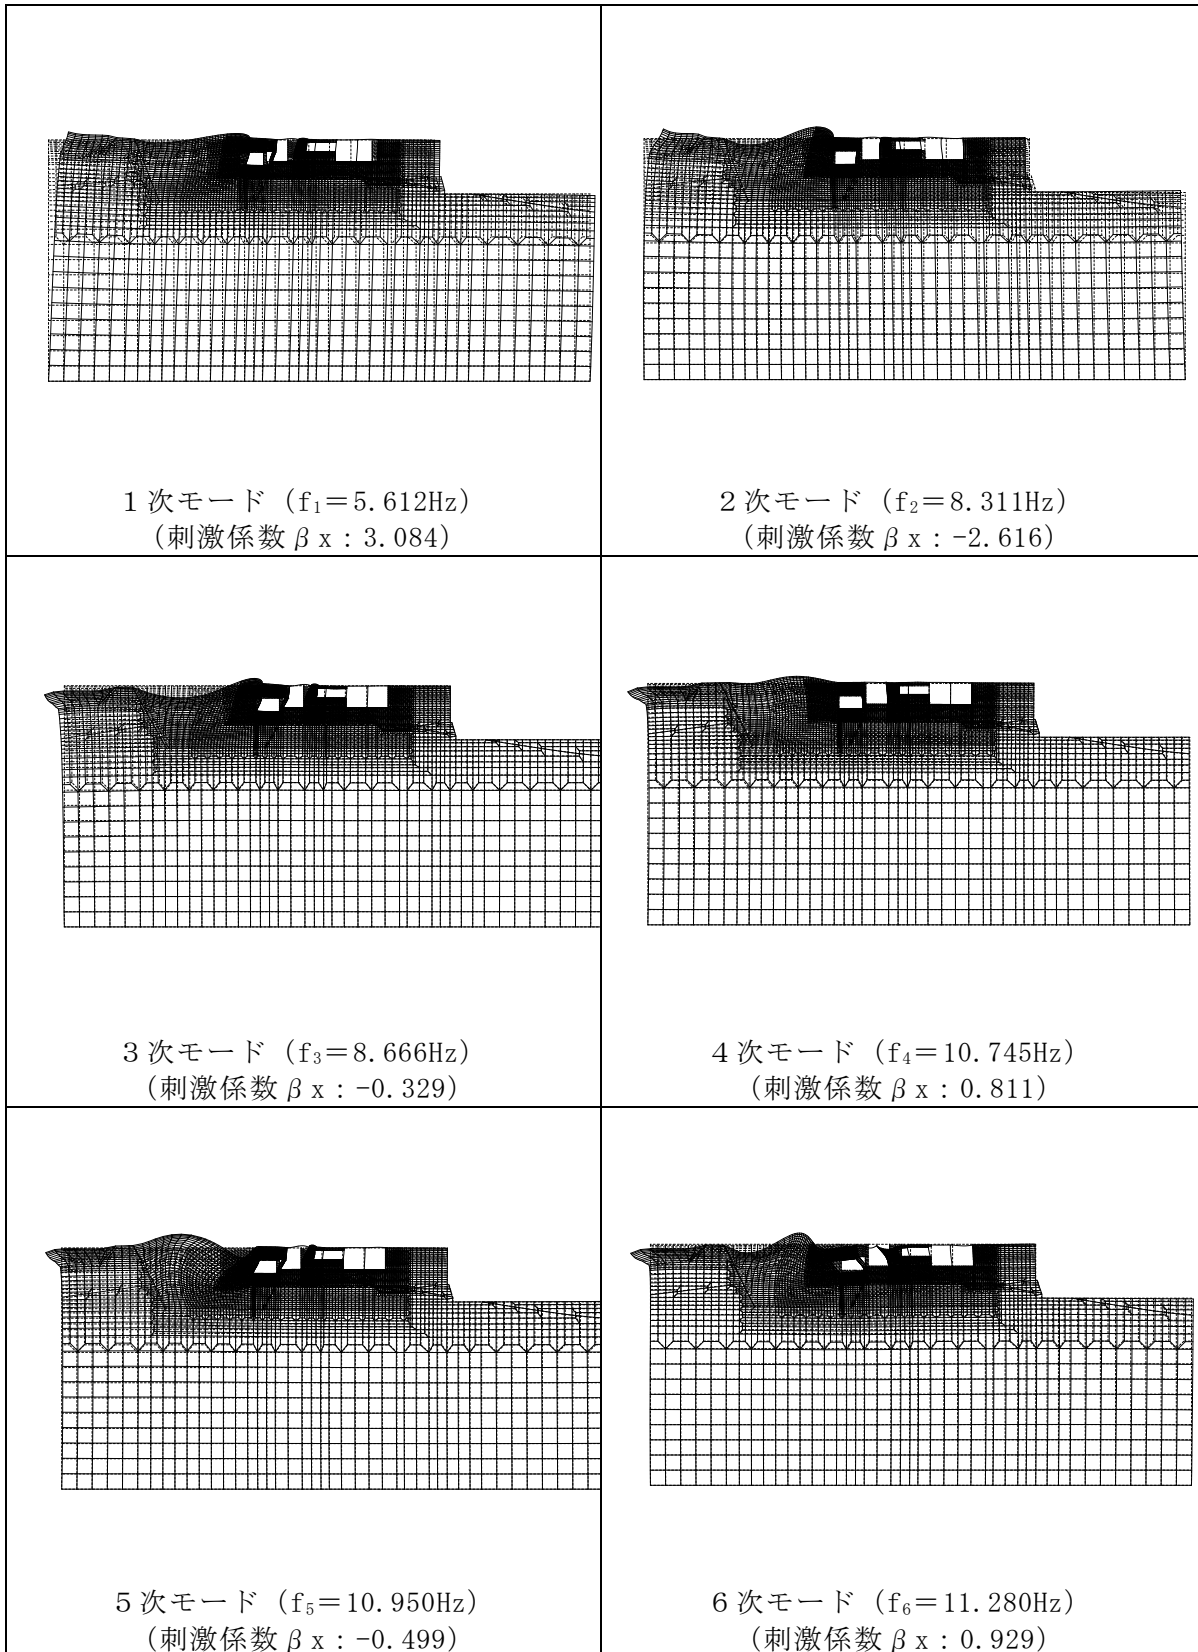 1次モード（f₁＝5.612Hz）
（刺激係数βx：3.084）
2次モード（f₂＝8.311Hz）
（刺激係数βx：-2.616）
3次モード（f₃＝8.666Hz）
（刺激係数βx：-0.329）
4次モード（f₄＝10.745Hz）
（刺激係数βx：0.811）
5次モード（f₅＝10.950Hz）
（刺激係数βx：-0.499）
6次モード（f₆＝11.280Hz）
（刺激係数βx：0.929）